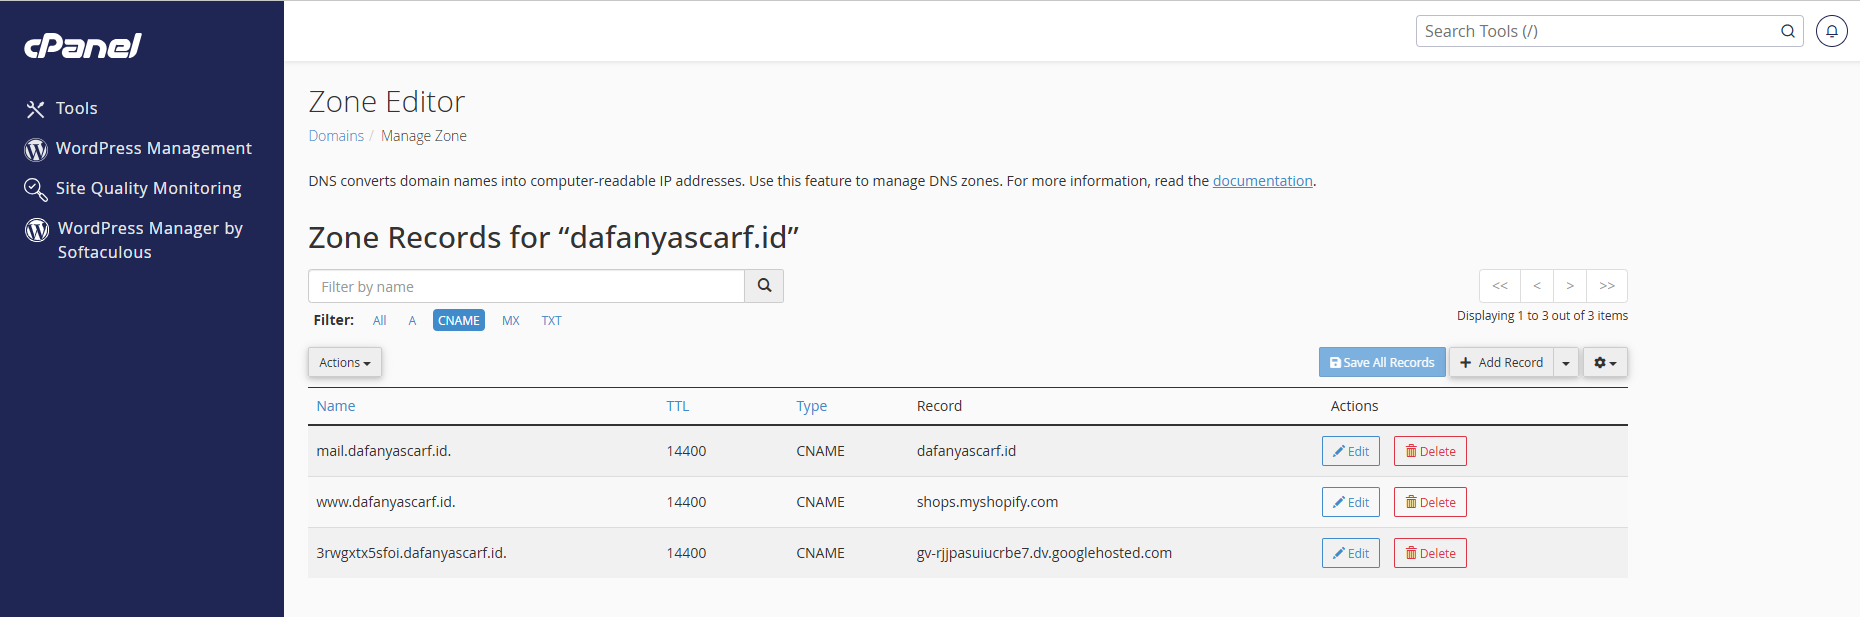 cPanel
Search Tools (/)
Tools
WordPress Management
Site Quality Monitoring
WordPress Manager by
Softaculous
Zone Editor
Domains / Manage Zone
DNS converts domain names into computer-readable IP addresses. Use this feature to manage DNS zones. For more information, read the documentation.
Zone Records for “dafanyascarf.id”
Filter by name
<< < > >>
Filter: All A CNAME MX TXT
Displaying 1 to 3 out of 3 items
Actions
Save All Records
Add Record
Name TTL Type Record Actions
mail.dafanyascarf.id. 14400 CNAME dafanyascarf.id Edit Delete
www.dafanyascarf.id. 14400 CNAME shops.myshopify.com Edit Delete
3rwgxtx5sfoi.dafanyascarf.id. 14400 CNAME gv-rjjpasuiucrbe7.dv.googlehosted.com Edit Delete